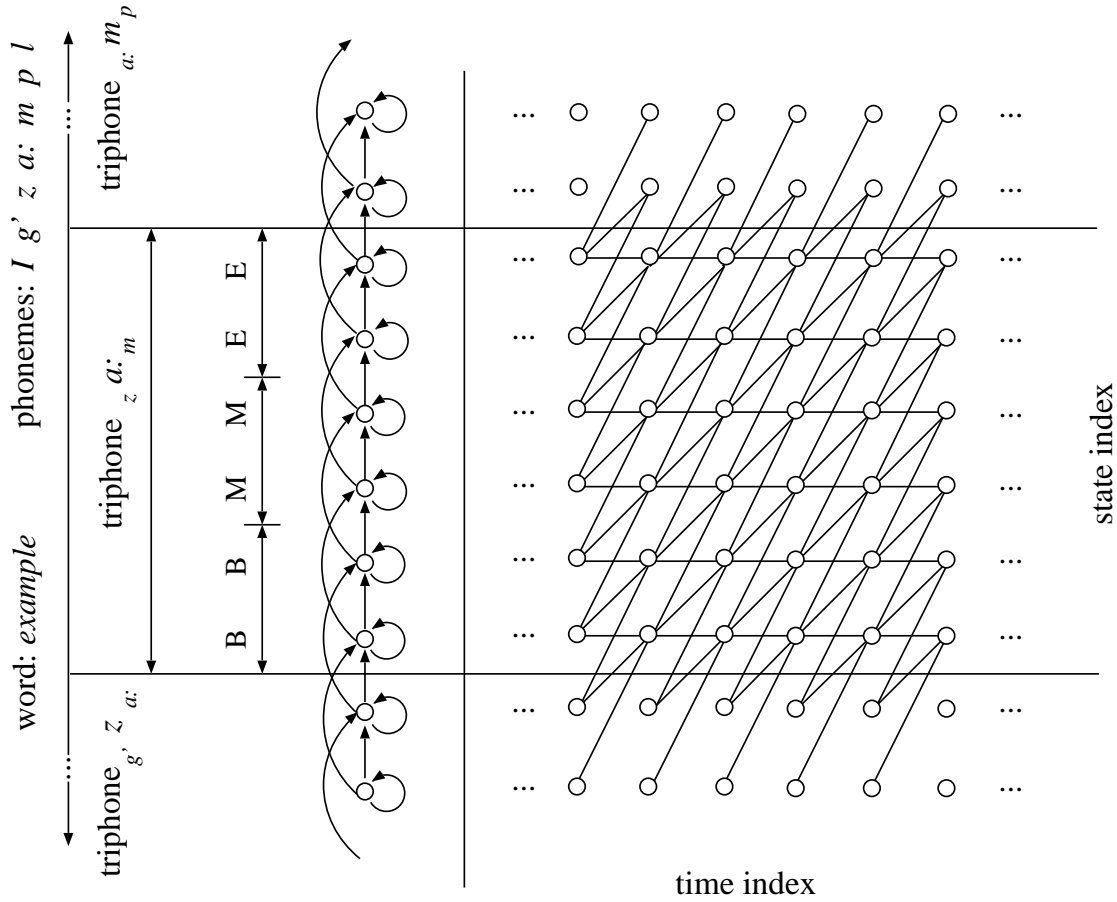 word: example phonemes: I g' z a: m p l
.... ...
triphone g' z a:
triphone z a: m
triphone a: m p
B B M M E E
... ...
... ...
... ...
... ...
... ...
... ...
... ...
... ...
... ...
... ...
state index
time index